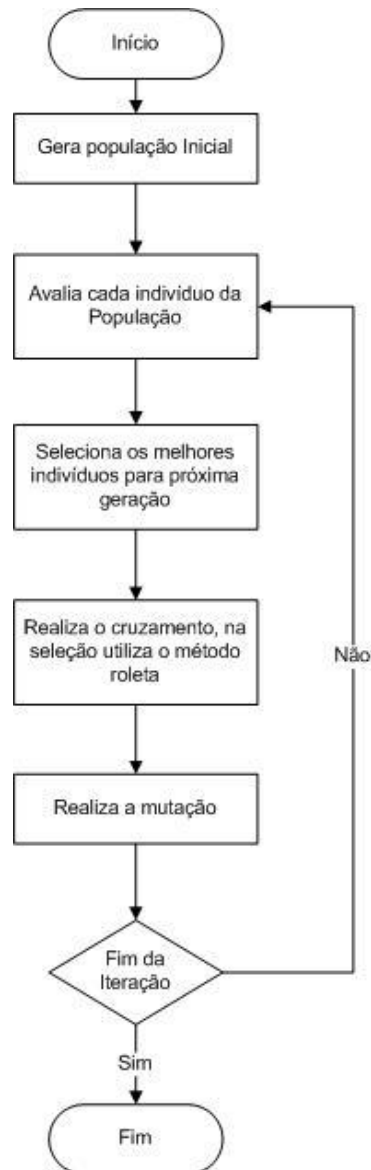 Início
Gera população Inicial
Avalia cada individuo da
População
Seleciona os melhores
indivíduos para próxima
geração
Realiza o cruzamento, na
seleção utiliza o método
roleta
Não
Realiza a mutação
Fim da
Iteração
Sim
Fim